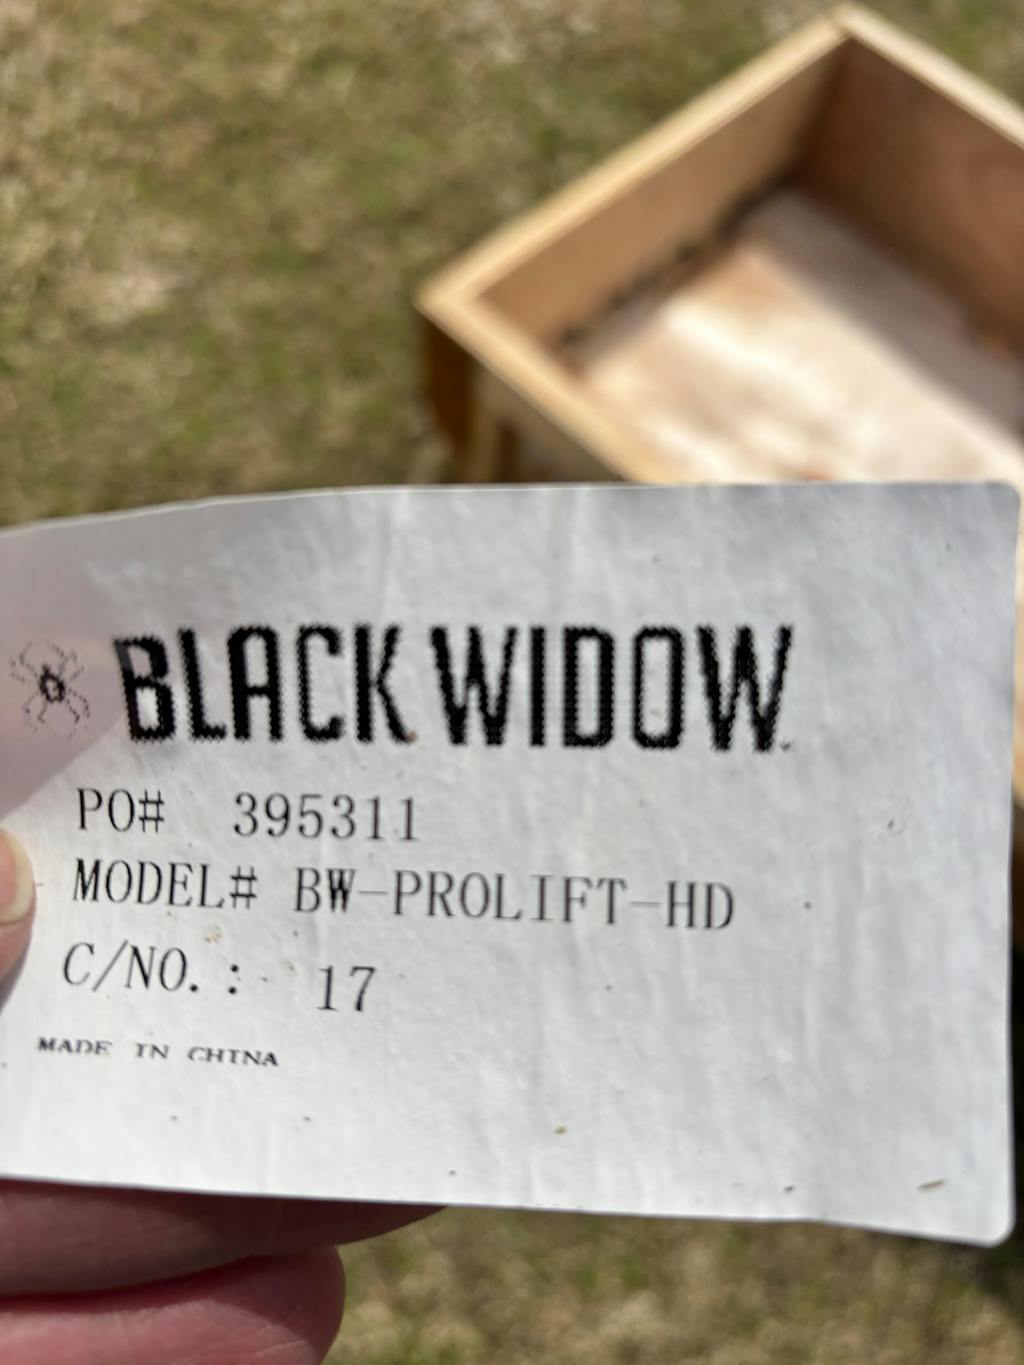 BLACK WIDOW
PO# 395311
MODEL# BW-PROLIFT-HD
C/NO.: 17
MADE IN CHINA